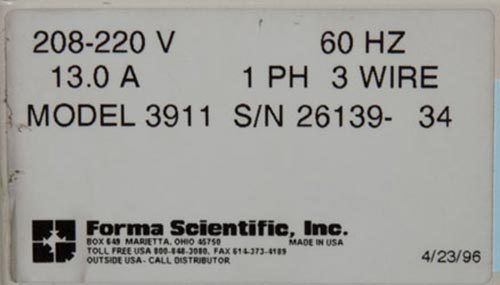 208-220 V 60 HZ
13.0 A 1 PH 3 WIRE
MODEL 3911 S/N 26139- 34
Forma Scientific, Inc.
BOX 649 MARIETTA, OHIO 45750 MADE IN USA
TOLL FREE USA 800-848-3080, FAX 614-373-4189
OUTSIDE USA - CALL DISTRIBUTOR
4/23/96